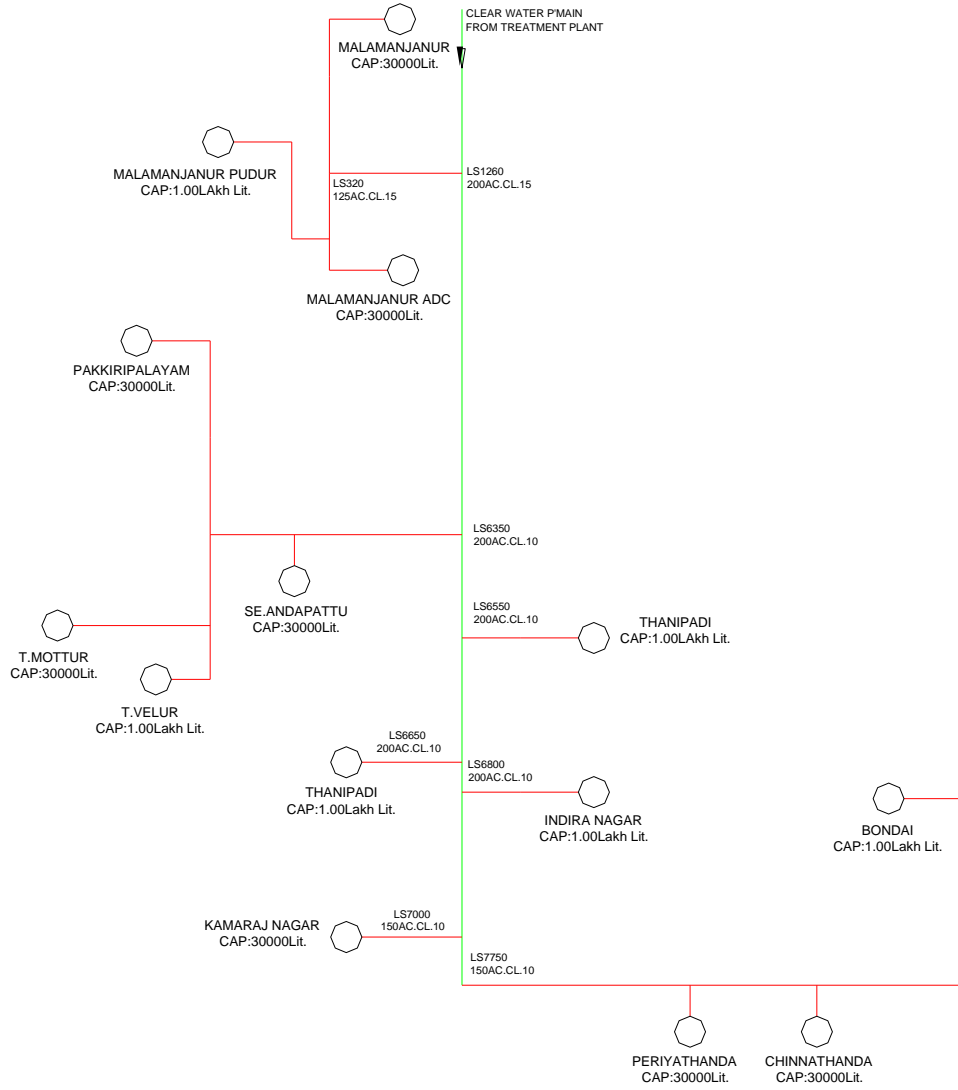 CLEAR WATER P'MAIN
FROM TREATMENT PLANT
MALAMANJANUR
CAP:30000Lit.
MALAMANJANUR PUDUR
CAP:1.00LAkh Lit.
LS320
125AC.CL.15
LS1260
200AC.CL.15
MALAMANJANUR ADC
CAP:30000Lit.
PAKKIRIPALAYAM
CAP:30000Lit.
LS6350
200AC.CL.10
SE.ANDAPATTU
CAP:30000Lit.
LS6550
200AC.CL.10
THANIPADI
CAP:1.00LAkh Lit.
T.MOTTUR
CAP:30000Lit.
T.VELUR
CAP:1.00Lakh Lit.
LS6650
200AC.CL.10
THANIPADI
CAP:1.00Lakh Lit.
LS6800
200AC.CL.10
INDIRA NAGAR
CAP:1.00Lakh Lit.
BONDAI
CAP:1.00Lakh Lit.
KAMARAJ NAGAR
CAP:30000Lit.
LS7000
150AC.CL.10
LS7750
150AC.CL.10
PERIYATHANDA
CAP:30000Lit.
CHINNATHANDA
CAP:30000Lit.